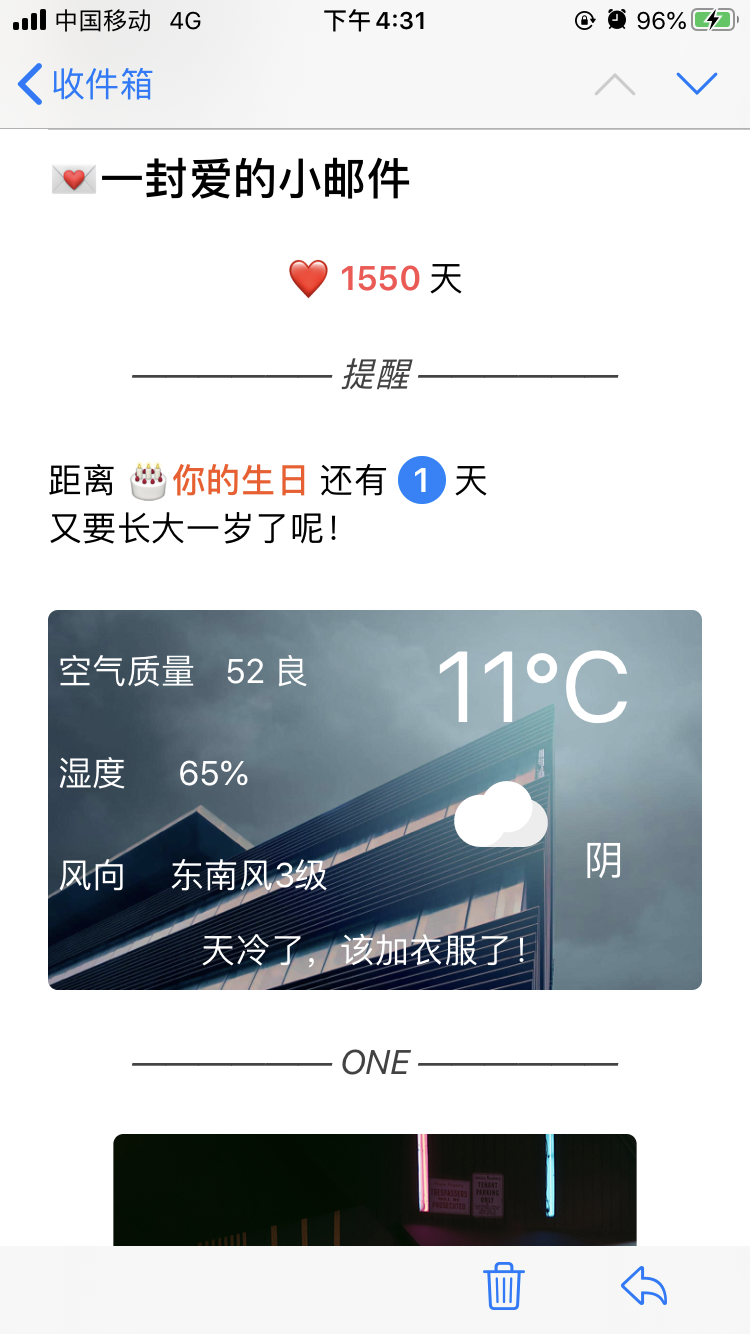 中国移动 4G 下午4:31 96%
收件箱
💌一封爱的小邮件
❤️ 1550 天
提醒
距离 🎂你的生日 还有 1 天
又要长大一岁了呢！
空气质量 52 良
11°C
湿度 65%
风向 东南风3级
阴
天冷了，该加衣服了！
ONE